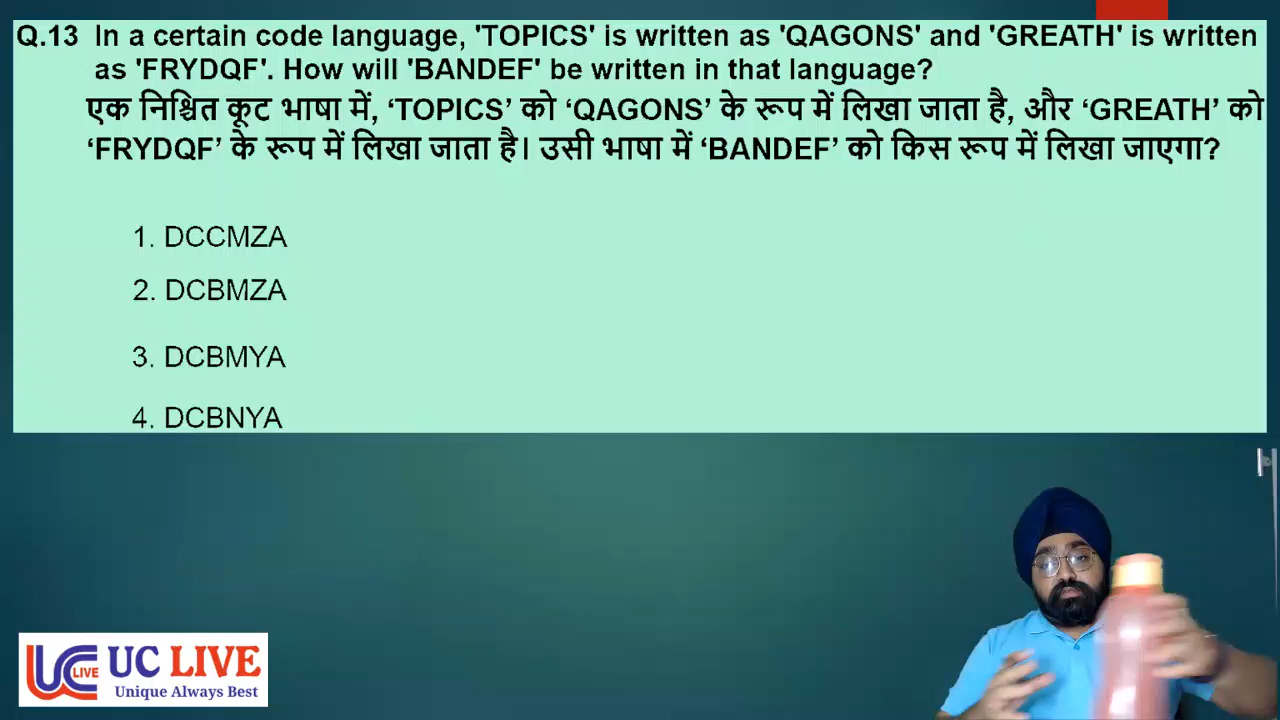 Q.13 In a certain code language, 'TOPICS' is written as 'QAGONS' and 'GREATH' is written
as 'FRYDQF'. How will 'BANDEF' be written in that language?
एक निश्चित कूट भाषा में, ‘TOPICS’ को ‘QAGONS’ के रूप में लिखा जाता है, और ‘GREATH’ को
‘FRYDQF’ के रूप में लिखा जाता है। उसी भाषा में ‘BANDEF’ को किस रूप में लिखा जाएगा?
1. DCCMZA
2. DCBMZA
3. DCBMYA
4. DCBNYA
UC LIVE UC LIVE
Unique Always Best